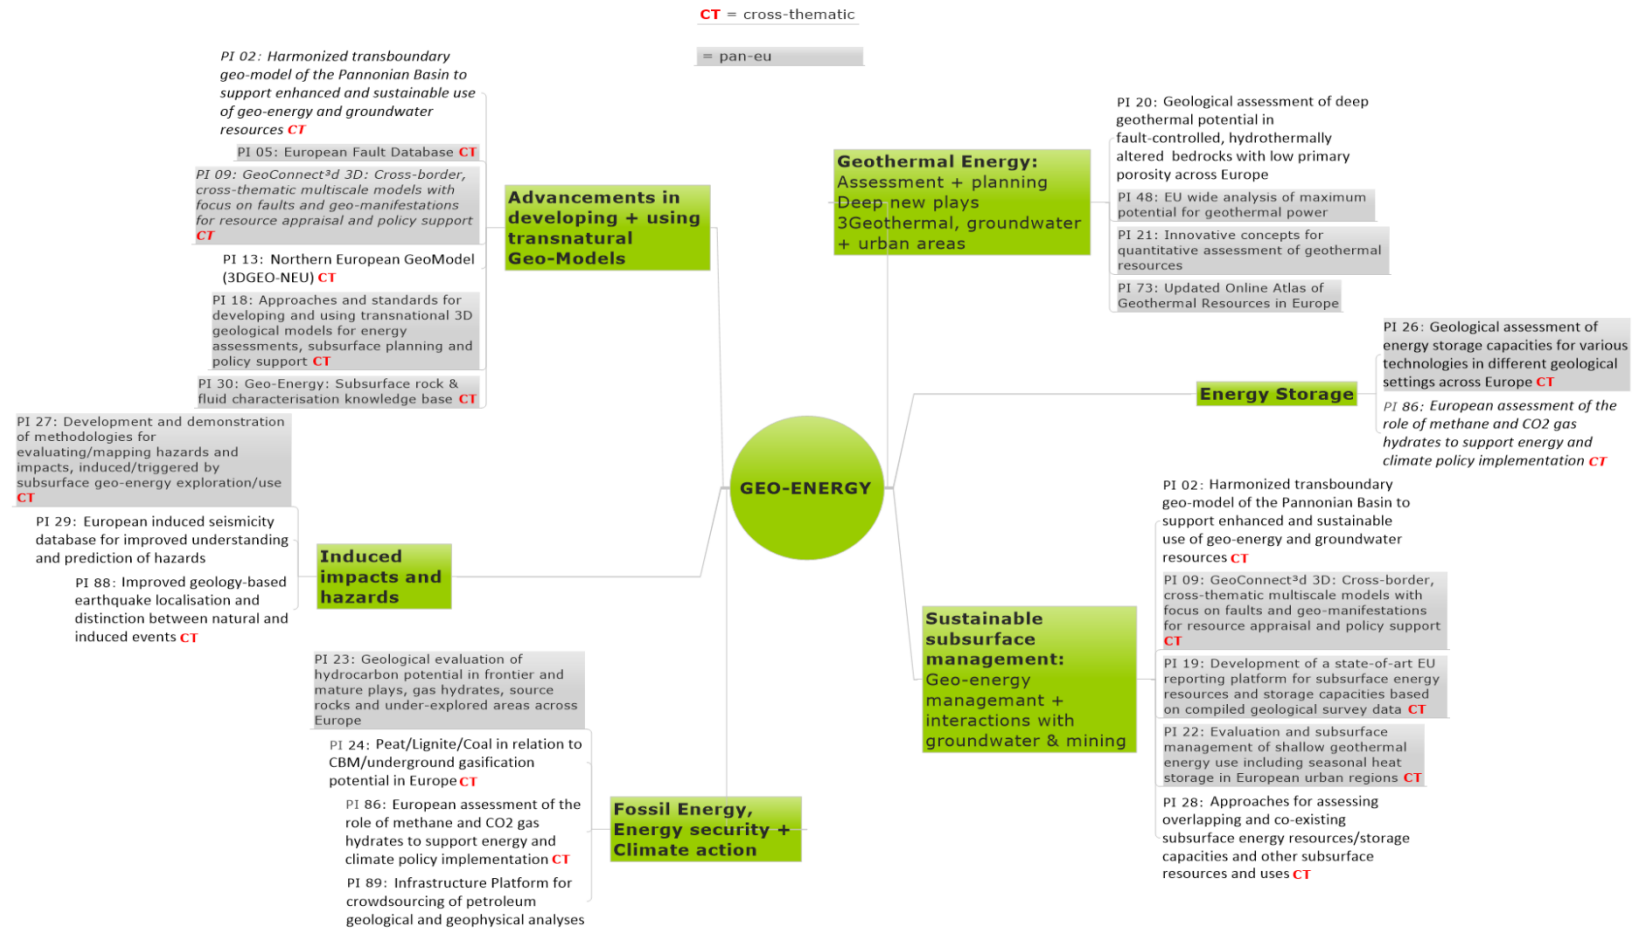 CT = cross-thematic
= pan-eu
PI 02: Harmonized transboundary
geo-model of the Pannonian Basin to
support enhanced and sustainable use
of geo-energy and groundwater
resources CT
PI 05: European Fault Database CT
PI 09: GeoConnect³d 3D: Cross-border,
cross-thematic multiscale models with
focus on faults and geo-manifestations
for resource appraisal and policy support
CT
PI 13: Northern European GeoModel
(3DGEO-NEU) CT
PI 18: Approaches and standards for
developing and using transnational 3D
geological models for energy
assessments, subsurface planning and
policy support CT
PI 30: Geo-Energy: Subsurface rock &
fluid characterisation knowledge base CT
Advancements in
developing + using
transnatural
Geo-Models
PI 27: Development and demonstration
of methodologies for
evaluating/mapping hazards and
impacts, induced/triggered by
subsurface geo-energy exploration/use
CT
PI 29: European induced seismicity
database for improved understanding
and prediction of hazards
PI 88: Improved geology-based
earthquake localisation and
distinction between natural and
induced events CT
Induced
impacts and
hazards
PI 23: Geological evaluation of
hydrocarbon potential in frontier and
mature plays, gas hydrates, source
rocks and under-explored areas across
Europe
PI 24: Peat/Lignite/Coal in relation to
CBM/underground gasification
potential in Europe CT
PI 86: European assessment of the
role of methane and CO2 gas
hydrates to support energy and
climate policy implementation CT
PI 89: Infrastructure Platform for
crowdsourcing of petroleum
geological and geophysical analyses
Fossil Energy,
Energy security +
Climate action
GEO-ENERGY
Geothermal Energy:
Assessment + planning
Deep new plays
3Geothermal, groundwater
+ urban areas
PI 20: Geological assessment of deep
geothermal potential in
fault-controlled, hydrothermally
altered bedrocks with low primary
porosity across Europe
PI 48: EU wide analysis of maximum
potential for geothermal power
PI 21: Innovative concepts for
quantitative assessment of geothermal
resources
PI 73: Updated Online Atlas of
Geothermal Resources in Europe
Energy Storage
PI 26: Geological assessment of
energy storage capacities for various
technologies in different geological
settings across Europe CT
PI 86: European assessment of the
role of methane and CO2 gas
hydrates to support energy and
climate policy implementation CT
Sustainable
subsurface
management:
Geo-energy
managemant +
interactions with
groundwater & mining
PI 02: Harmonized transboundary
geo-model of the Pannonian Basin to
support enhanced and sustainable
use of geo-energy and groundwater
resources CT
PI 09: GeoConnect³d 3D: Cross-border,
cross-thematic multiscale models with
focus on faults and geo-manifestations
for resource appraisal and policy support
CT
PI 19: Development of a state-of-art EU
reporting platform for subsurface energy
resources and storage capacities based
on compiled geological survey data CT
PI 22: Evaluation and subsurface
management of shallow geothermal
energy use including seasonal heat
storage in European urban regions CT
PI 28: Approaches for assessing
overlapping and co-existing
subsurface energy resources/storage
capacities and other subsurface
resources and uses CT